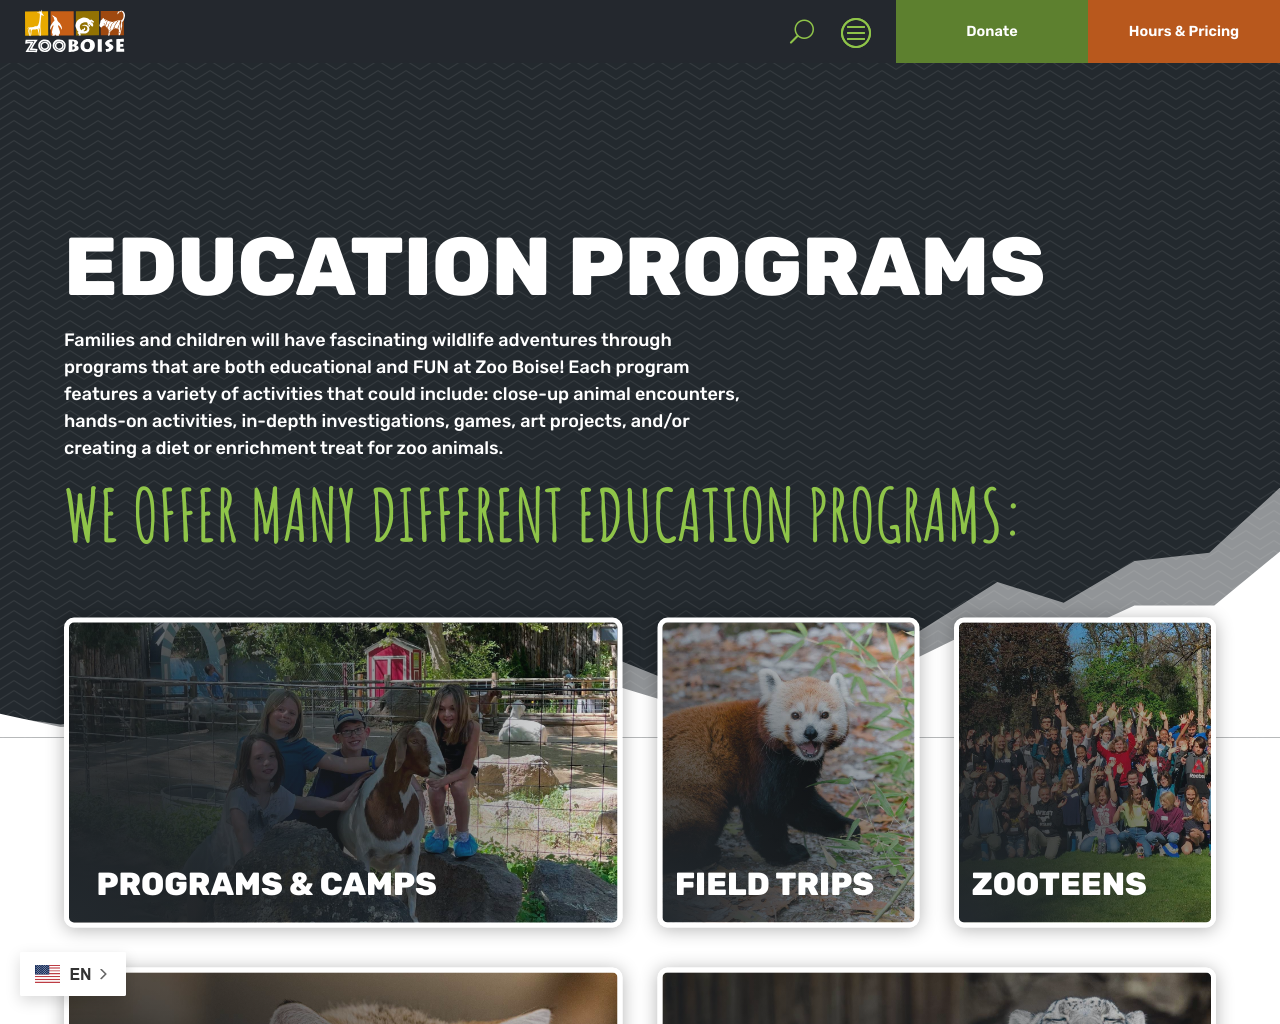 ZOOBOISE
Donate
Hours & Pricing
EDUCATION PROGRAMS
Families and children will have fascinating wildlife adventures through
programs that are both educational and FUN at Zoo Boise! Each program
features a variety of activities that could include: close-up animal encounters,
hands-on activities, in-depth investigations, games, art projects, and/or
creating a diet or enrichment treat for zoo animals.
WE OFFER MANY DIFFERENT EDUCATION PROGRAMS:
PROGRAMS & CAMPS
FIELD TRIPS
ZOOTEENS
EN